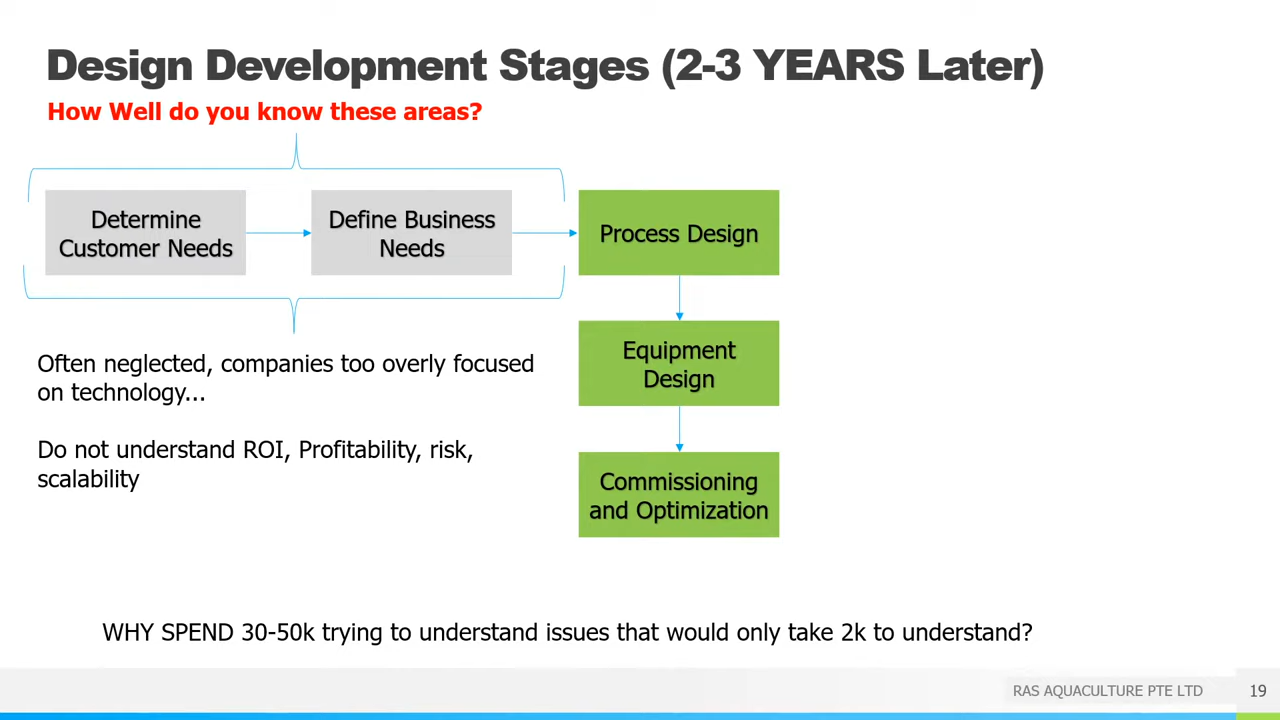 Design Development Stages (2-3 YEARS Later)
How Well do you know these areas?
Determine
Customer Needs
Define Business
Needs
Process Design
Equipment
Design
Commissioning
and Optimization
Often neglected, companies too overly focused
on technology...
Do not understand ROI, Profitability, risk,
scalability
WHY SPEND 30-50k trying to understand issues that would only take 2k to understand?
RAS AQUACULTURE PTE LTD
19